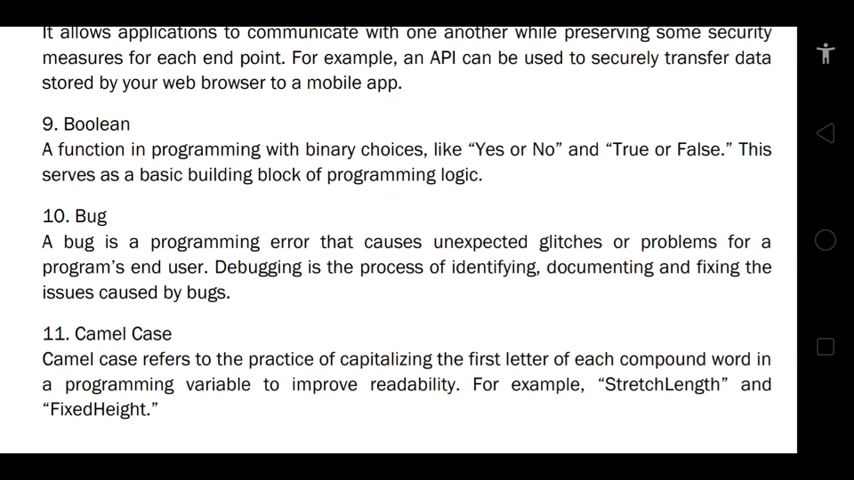 It allows applications to communicate with one another while preserving some security
measures for each end point. For example, an API can be used to securely transfer data
stored by your web browser to a mobile app.
9. Boolean
A function in programming with binary choices, like “Yes or No” and “True or False.” This
serves as a basic building block of programming logic.
10. Bug
A bug is a programming error that causes unexpected glitches or problems for a
program’s end user. Debugging is the process of identifying, documenting and fixing the
issues caused by bugs.
11. Camel Case
Camel case refers to the practice of capitalizing the first letter of each compound word in
a programming variable to improve readability. For example, “StretchLength” and
“FixedHeight.”